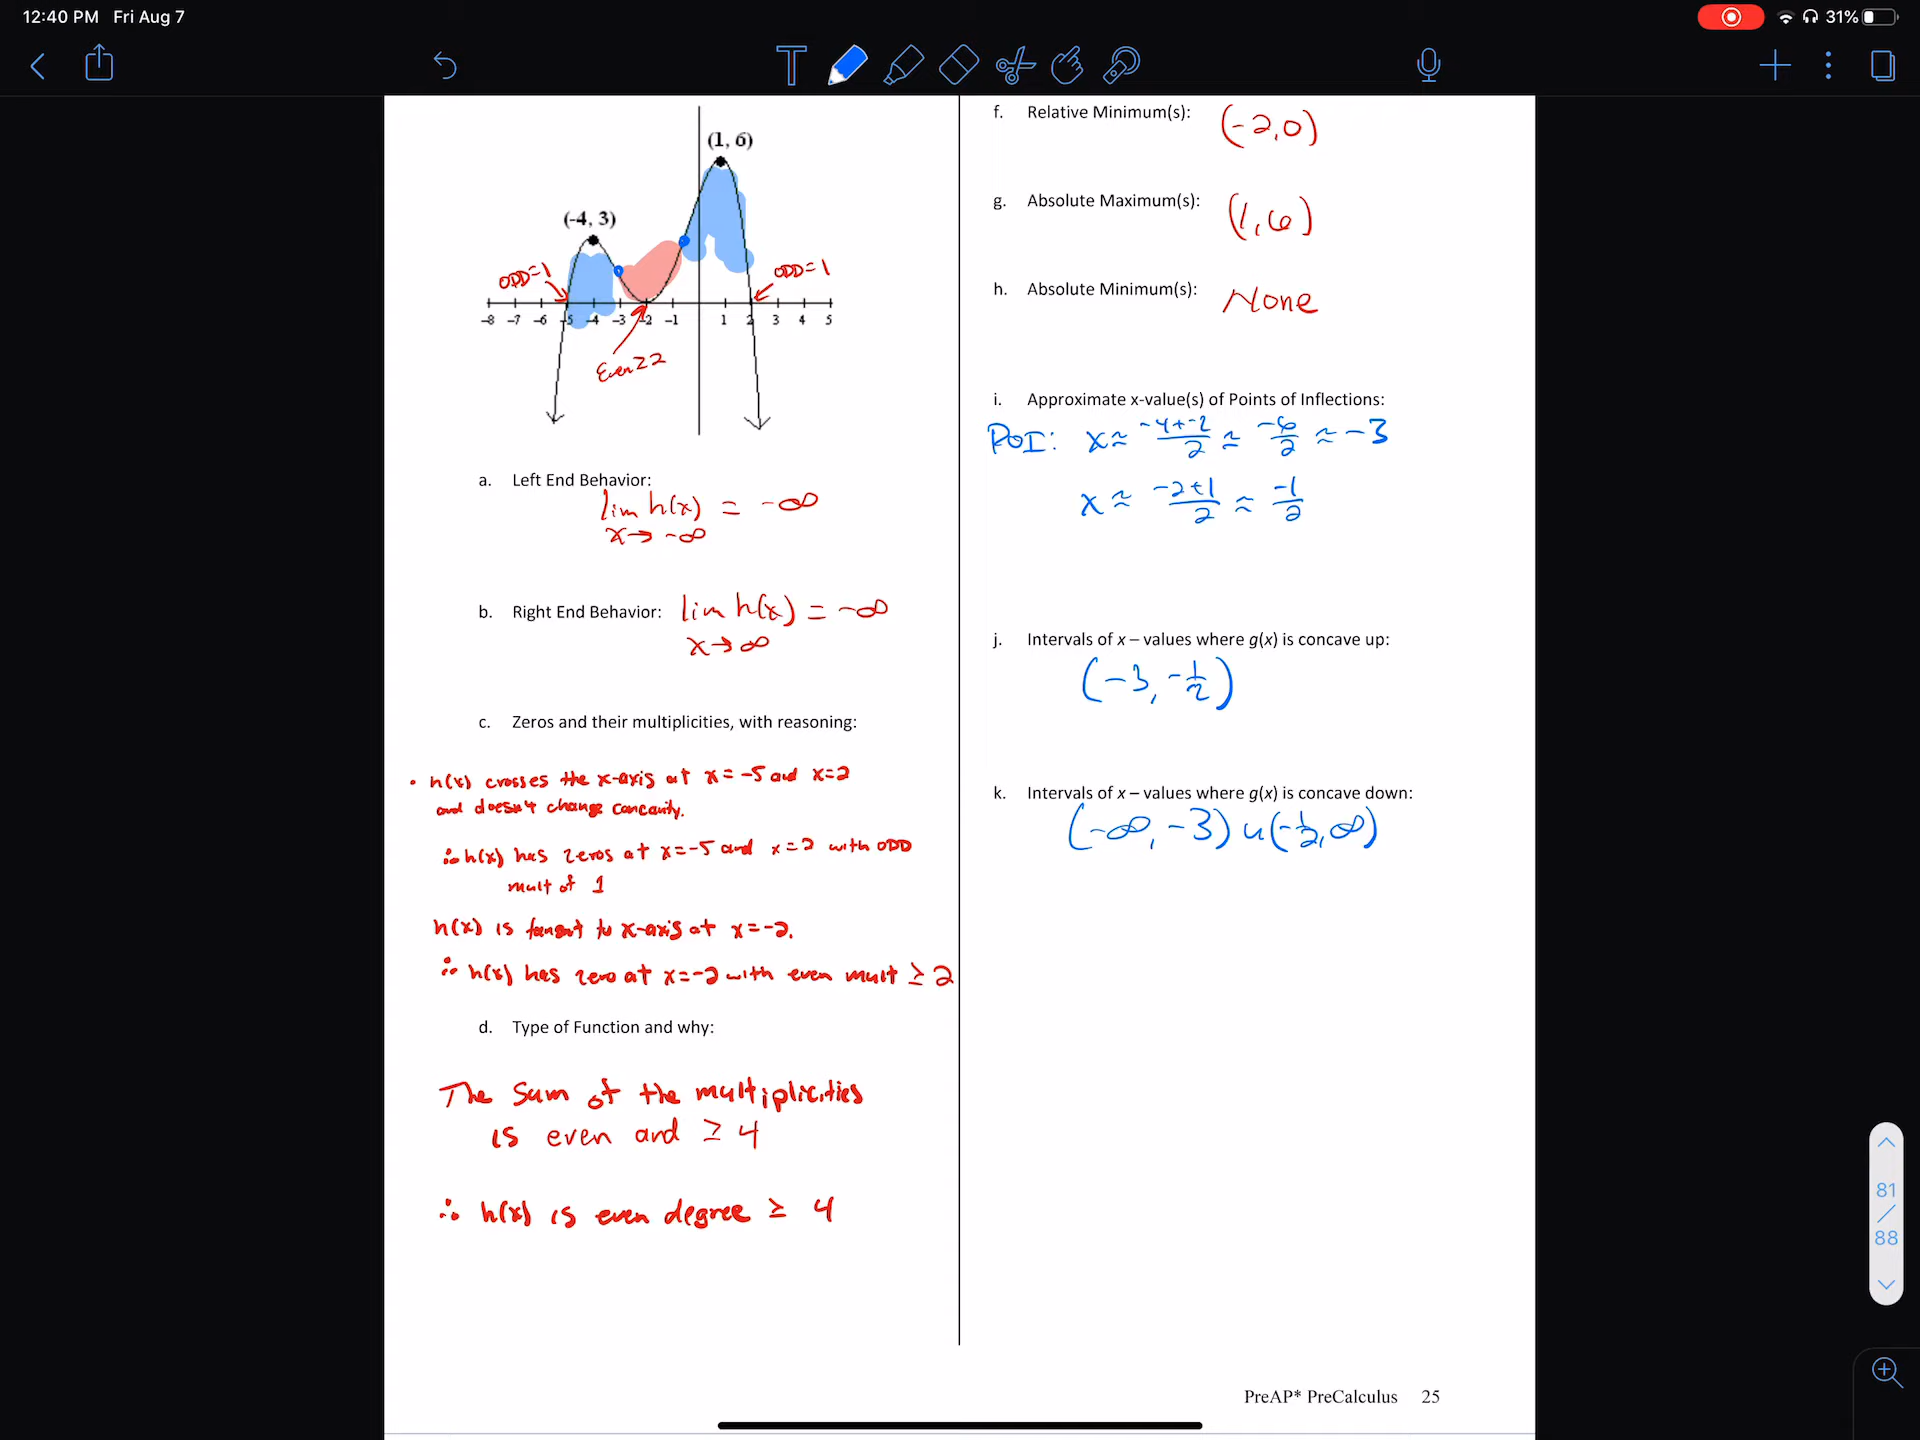 12:40 PM Fri Aug 7
31%
(1, 6)
(-4, 3)
ODD=1
ODD=1
-8 -7 -6 -5 -4 -3 -2 -1 1 2 3 4 5
Even≥2
a. Left End Behavior:
lim h(x) = -∞
x→ -∞
b. Right End Behavior: lim h(x) = -∞
x→∞
c. Zeros and their multiplicities, with reasoning:
• h(x) crosses the x-axis at x=-5 and x=2
and doesn't change concavity.
∴ h(x) has zeros at x=-5 and x=2 with ODD
mult of 1
h(x) is tangent to x-axis at x=-2.
∴ h(x) has zero at x=-2 with even mult ≥ 2
d. Type of Function and why:
The sum of the multiplicities
is even and ≥ 4
∴ h(x) is even degree ≥ 4
f. Relative Minimum(s): (-2,0)
g. Absolute Maximum(s): (1,6)
h. Absolute Minimum(s): None
i. Approximate x-value(s) of Points of Inflections:
POI: x≈ -4+-2/2 ≈ -6/2 ≈ -3
x≈ -2+1/2 ≈ -1/2
j. Intervals of x – values where g(x) is concave up:
(-3, -1/2)
k. Intervals of x – values where g(x) is concave down:
(-∞,-3) ∪ (-1/2,∞)
PreAP* PreCalculus 25
81
/
88